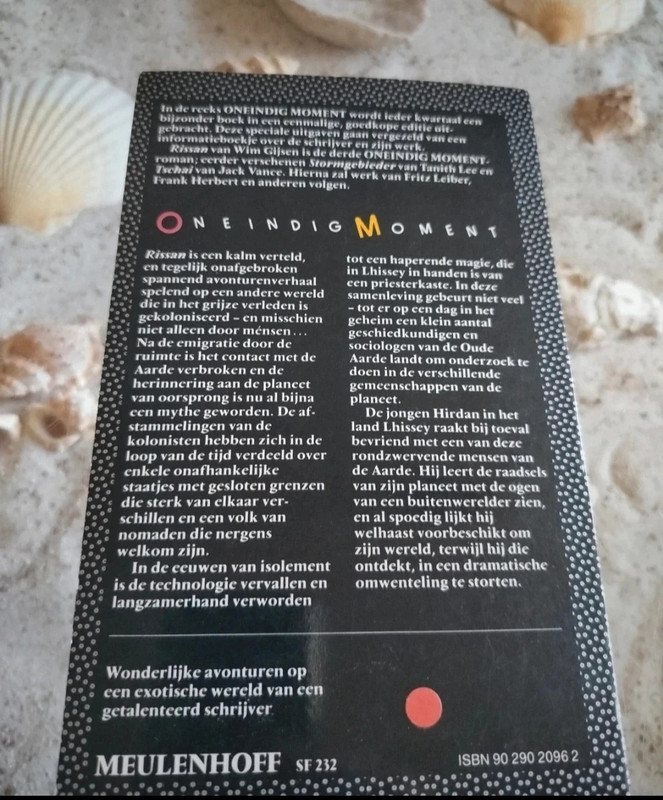 In de reeks ONEINDIG MOMENT wordt ieder kwartaal een
bijzonder boek in een eenmalige, goedkope editie uit-
gebracht. Deze speciale uitgaven gaan vergezeld van een
informatieboekje over de schrijver en zijn werk.
Rissan van Wim Gijsen is de derde ONEINDIG MOMENT-
roman; eerder verschenen Stormgebieder van Tanith Lee en
Tschai van Jack Vance. Hierna zal werk van Fritz Leiber,
Frank Herbert en anderen volgen.
ONEINDIG MOMENT
Rissan is een kalm verteld,
en tegelijk onafgebroken
spannend avonturenverhaal
spelend op een andere wereld
die in het grijze verleden is
gekoloniseerd – en misschien
niet alleen door ménsen...
Na de emigratie door de
ruimte is het contact met de
Aarde verbroken en de
herinnering aan de planeet
van oorsprong is nu al bijna
een mythe geworden. De af-
stammelingen van de
kolonisten hebben zich in de
loop van de tijd verdeeld over
enkele onafhankelijke
staatjes met gesloten grenzen
die sterk van elkaar ver-
schillen en een volk van
nomaden die nergens
welkom zijn.
In de eeuwen van isolement
is de technologie vervallen en
langzamerhand verworden
tot een haperende magie, die
in Lhissey in handen is van
een priesterkaste. In deze
samenleving gebeurt niet veel
– tot er op een dag in het
geheim een klein aantal
geschiedkundigen en
sociologen van de Oude
Aarde landt om onderzoek te
doen in de verschillende
gemeenschappen van de
planeet.
De jongen Hirdan in het
land Lhissey raakt bij toeval
bevriend met een van deze
rondzwervende mensen van
de Aarde. Hij leert de raadsels
van zijn planeet met de ogen
van een buitenwerelder zien,
en al spoedig lijkt hij
welhaast voorbeschikt om
zijn wereld, terwijl hij die
ontdekt, in een dramatische
omwenteling te storten.
Wonderlijke avonturen op
een exotische wereld van een
getalenteerd schrijver
MEULENHOFF SF 232
ISBN 90 290 2096 2